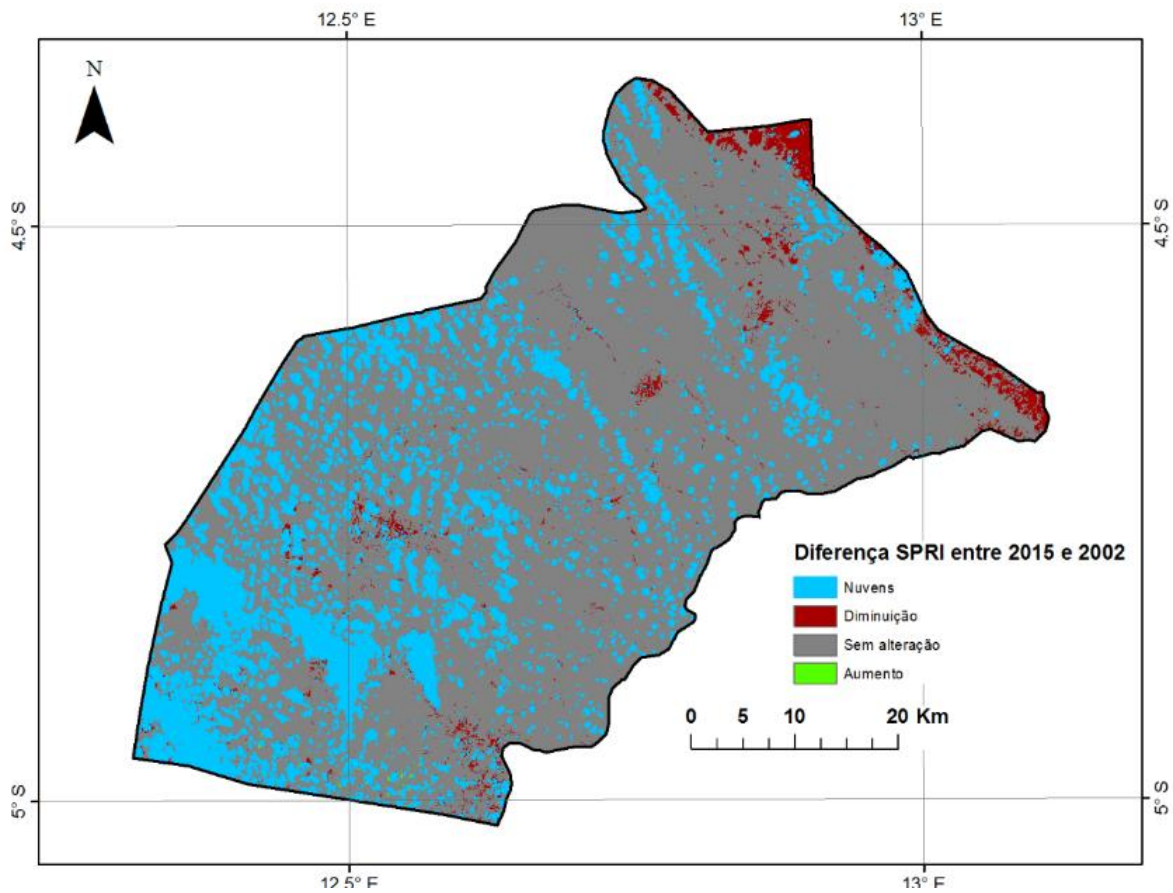 12.5° E
13° E
N
4.5° S
4.5° S
Diferença SPRI entre 2015 e 2002
Nuvens
Diminuição
Sem alteração
Aumento
0 5 10 20 Km
5° S
5° S
12.5° E
13° E